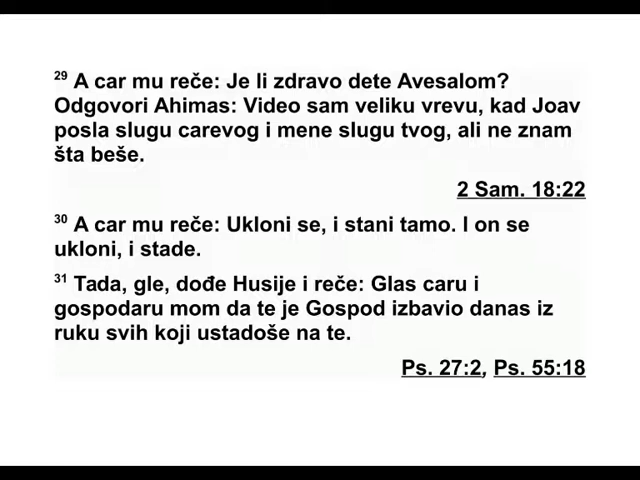 29 A car mu reče: Je li zdravo dete Avesalom?
Odgovori Ahimas: Video sam veliku vrevu, kad Joav
posla slugu carevog i mene slugu tvog, ali ne znam
šta beše.
2 Sam. 18:22
30 A car mu reče: Ukloni se, i stani tamo. I on se
ukloni, i stade.
31 Tada, gle, dođe Husije i reče: Glas caru i
gospodaru mom da te je Gospod izbavio danas iz
ruku svih koji ustadoše na te.
Ps. 27:2, Ps. 55:18